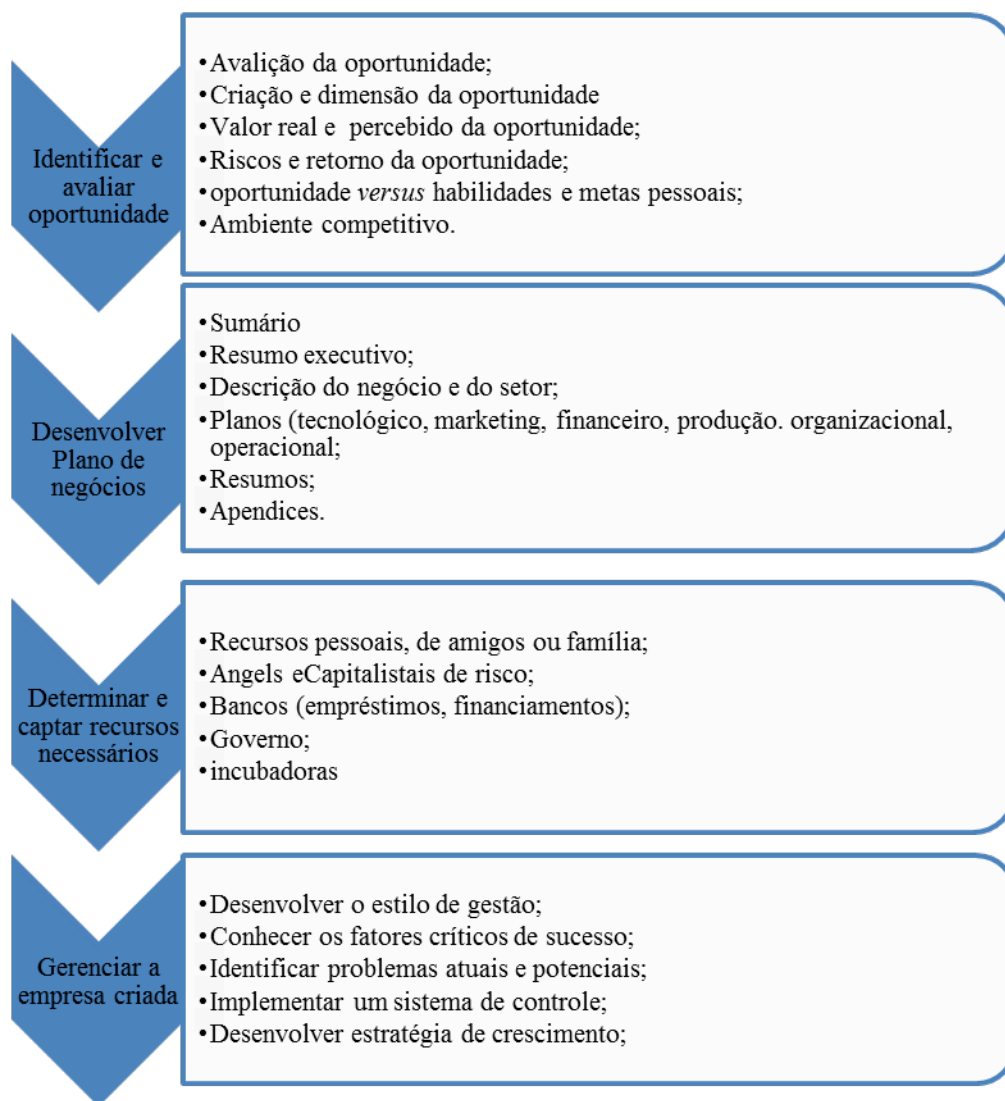 Identificar e
avaliar
oportunidade
•Avalição da oportunidade;
•Criação e dimensão da oportunidade
•Valor real e percebido da oportunidade;
•Riscos e retorno da oportunidade;
•oportunidade versus habilidades e metas pessoais;
•Ambiente competitivo.
Desenvolver
Plano de
negócios
•Sumário
•Resumo executivo;
•Descrição do negócio e do setor;
•Planos (tecnológico, marketing, financeiro, produção. organizacional,
operacional;
•Resumos;
•Apendices.
Determinar e
captar recursos
necessários
•Recursos pessoais, de amigos ou família;
•Angels eCapitalistais de risco;
•Bancos (empréstimos, financiamentos);
•Governo;
•incubadoras
Gerenciar a
empresa criada
•Desenvolver o estilo de gestão;
•Conhecer os fatores críticos de sucesso;
•Identificar problemas atuais e potenciais;
•Implementar um sistema de controle;
•Desenvolver estratégia de crescimento;